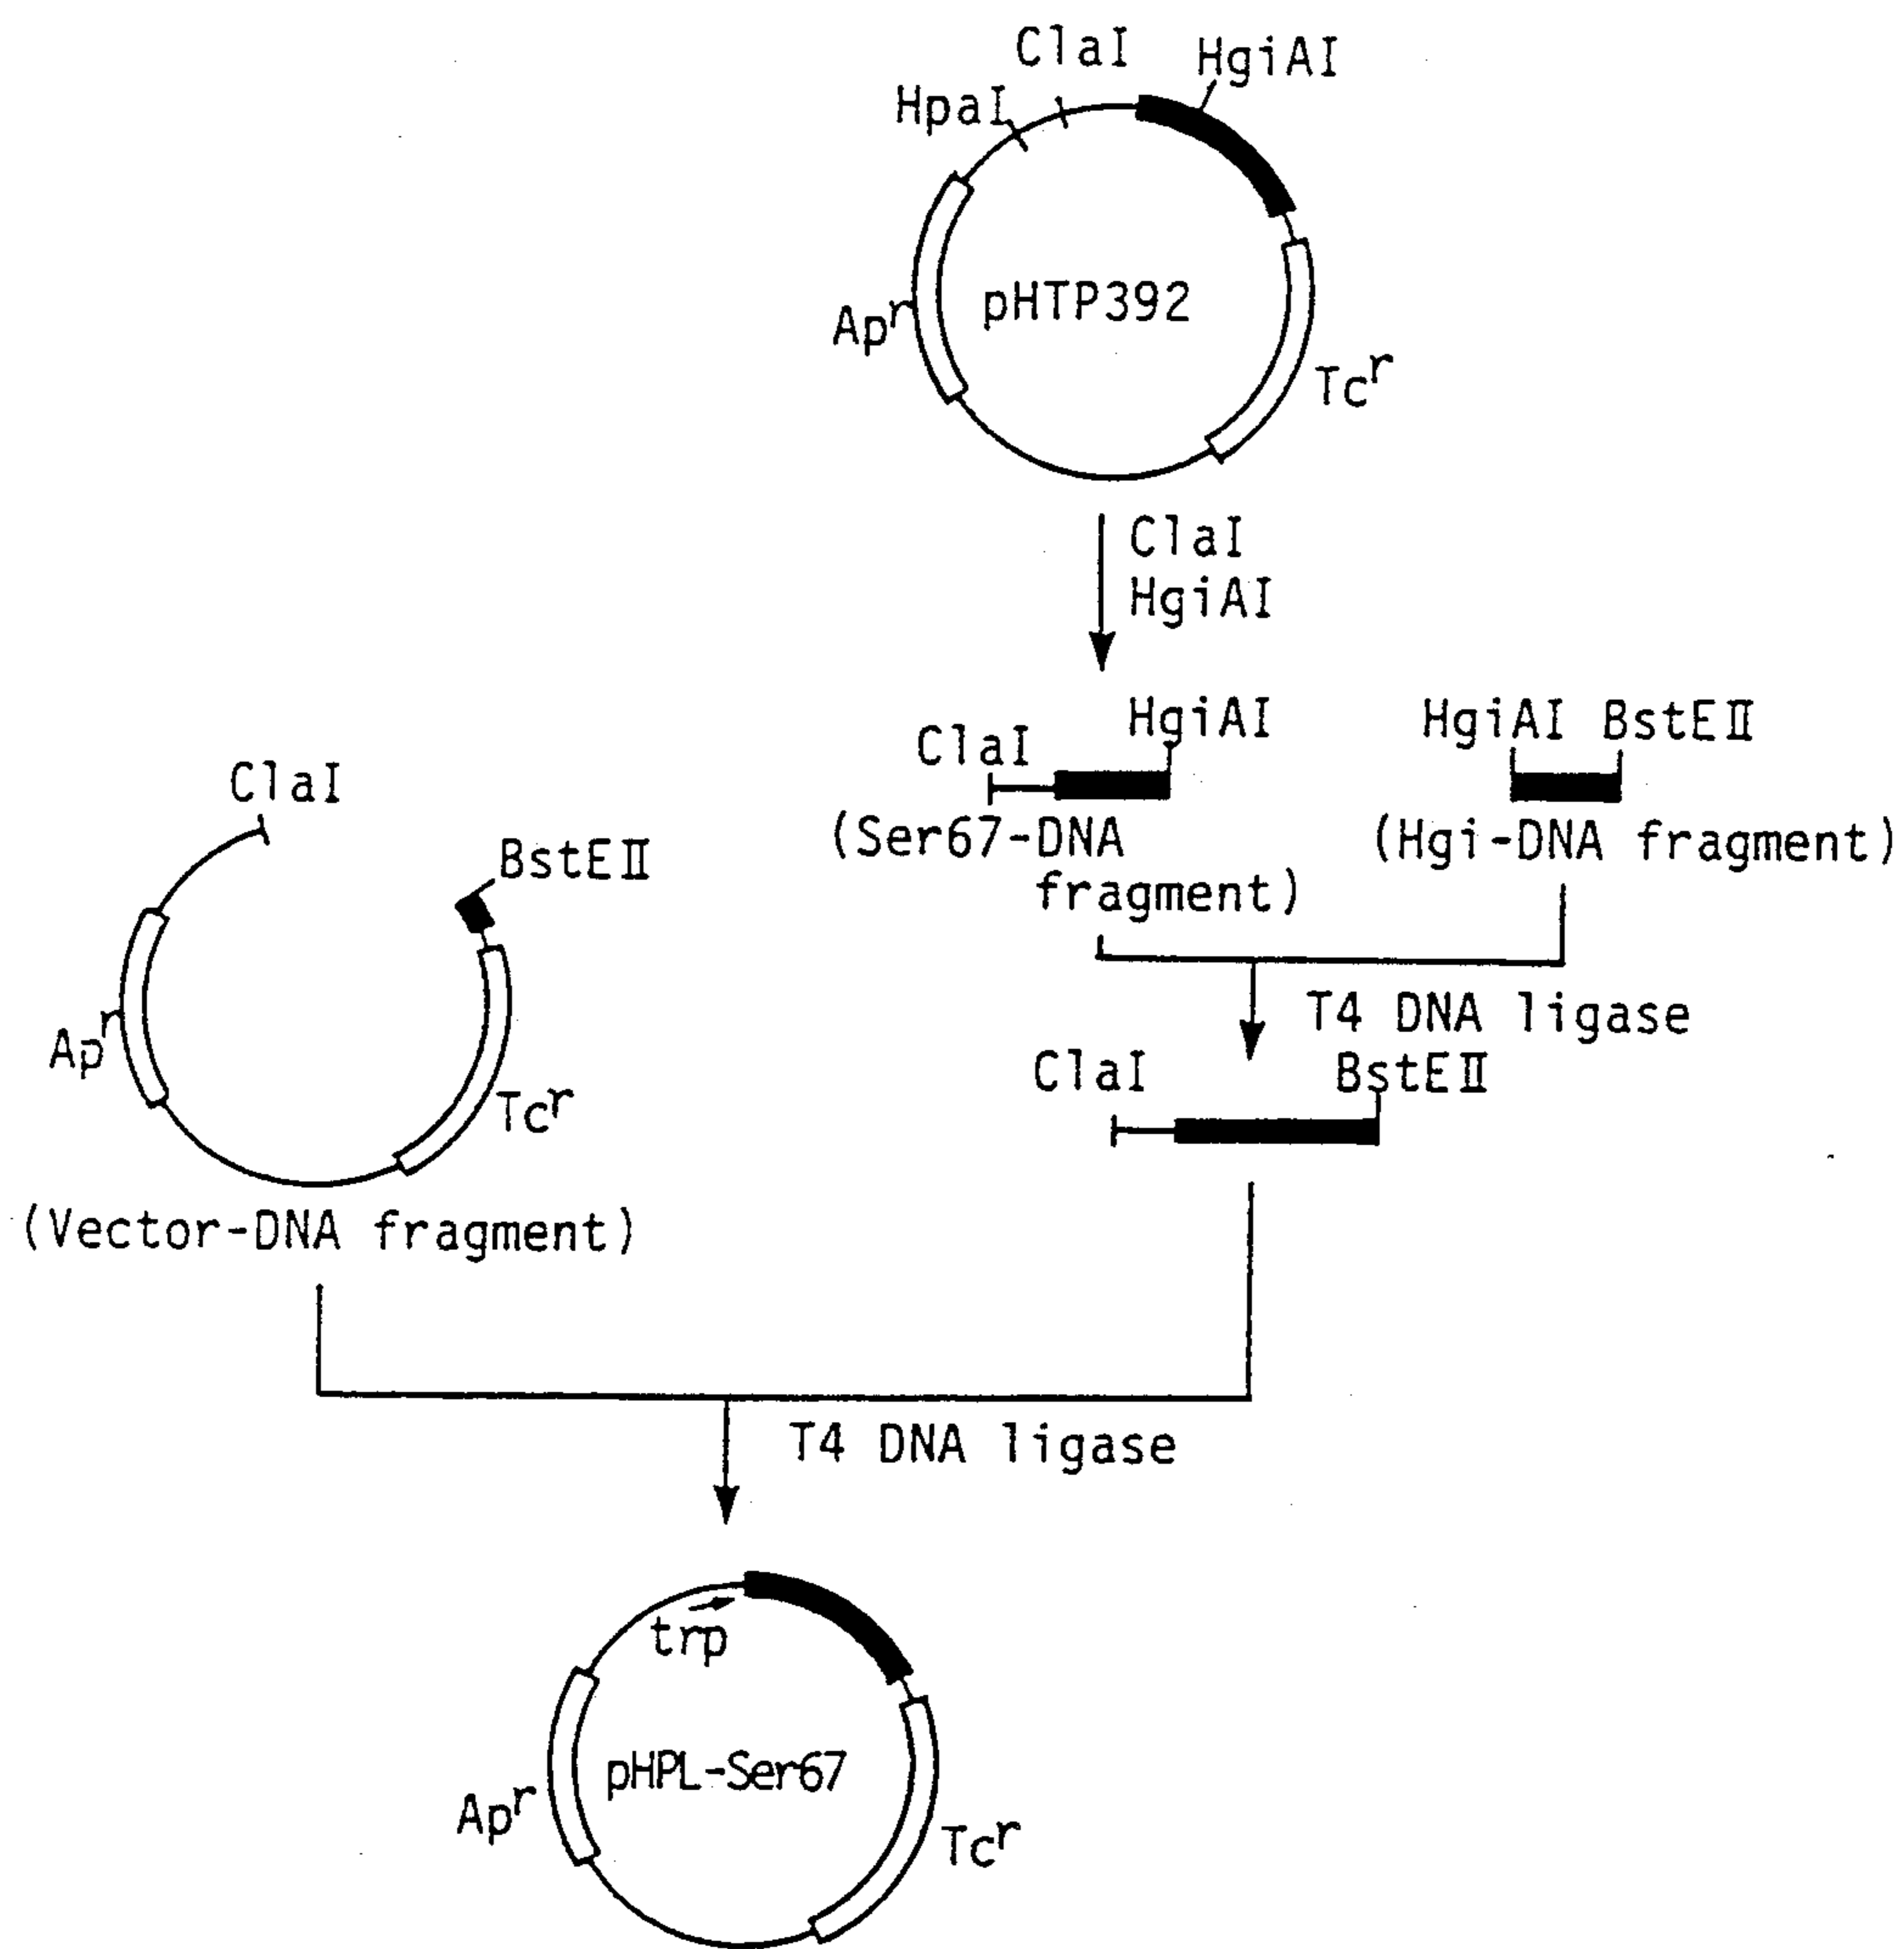 ClaI
HgiAI
HpaI
pHTP392
Apʳ
Tcʳ
ClaI
HgiAI
ClaI
HgiAI
HgiAI BstEⅡ
(Ser67-DNA
fragment)
(Hgi-DNA fragment)
ClaI
BstEⅡ
Apʳ
Tcʳ
(Vector-DNA fragment)
T4 DNA ligase
ClaI
BstEⅡ
T4 DNA ligase
trp
pHPL-Ser67
Apʳ
Tcʳ